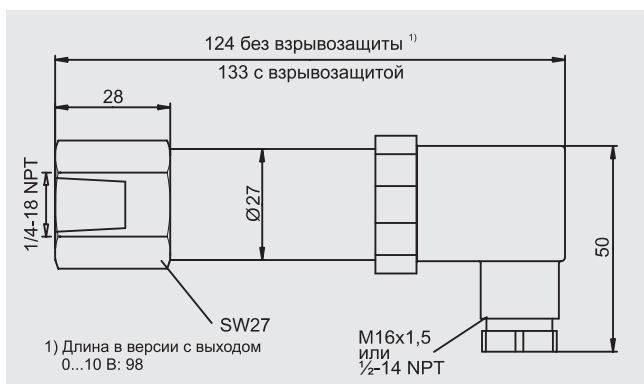 124 без взрывозащиты 1)
133 с взрывозащитой
28
1/4-18 NPT
Ø27
50
SW27
1) Длина в версии с выходом
0...10 В: 98
M16x1,5
или
½-14 NPT